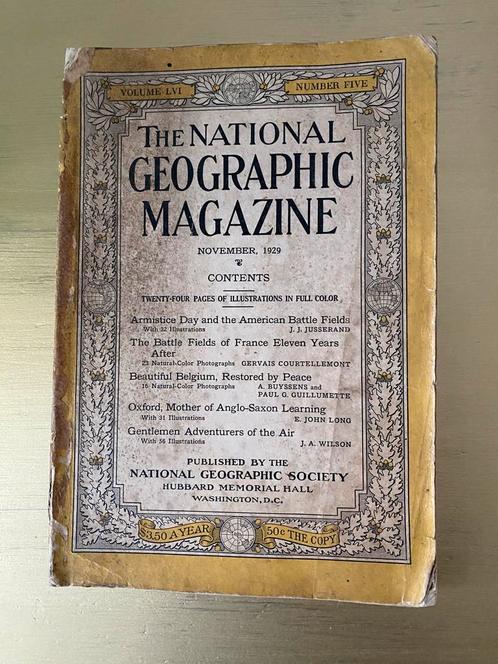 VOLUME LVI
NUMBER FIVE
THE NATIONAL
GEOGRAPHIC
MAGAZINE
NOVEMBER, 1929
CONTENTS
TWENTY-FOUR PAGES OF ILLUSTRATIONS IN FULL COLOR
Armistice Day and the American Battle Fields
With 32 Illustrations J. J. JUSSERAND
The Battle Fields of France Eleven Years
After
23 Natural-Color Photographs GERVAIS COURTELLEMONT
Beautiful Belgium, Restored by Peace
16 Natural-Color Photographs A. BUYSSENS and
PAUL G. GUILLUMETTE
Oxford, Mother of Anglo-Saxon Learning
With 31 Illustrations E. JOHN LONG
Gentlemen Adventurers of the Air
With 56 Illustrations J. A. WILSON
PUBLISHED BY THE
NATIONAL GEOGRAPHIC SOCIETY
HUBBARD MEMORIAL HALL
WASHINGTON, D.C.
$3.50 A YEAR
50c THE COPY